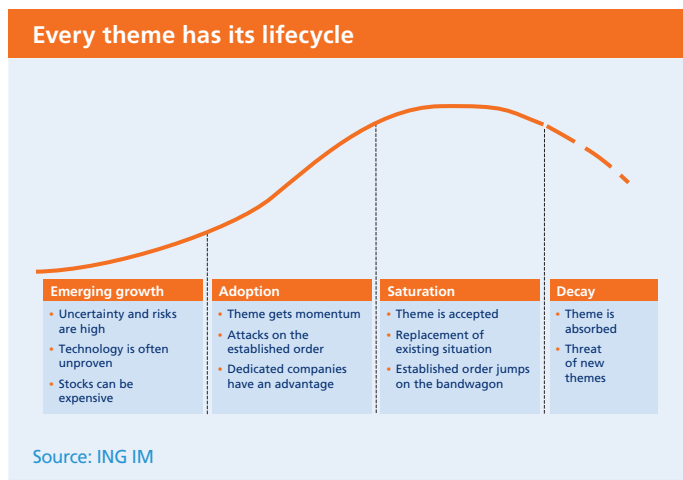 Every theme has its lifecycle
Emerging growth
• Uncertainty and risks
are high
• Technology is often
unproven
• Stocks can be
expensive
Adoption
• Theme gets momentum
• Attacks on the
established order
• Dedicated companies
have an advantage
Saturation
• Theme is accepted
• Replacement of
existing situation
• Established order jumps
on the bandwagon
Decay
• Theme is
absorbed
• Threat
of new
themes
Source: ING IM